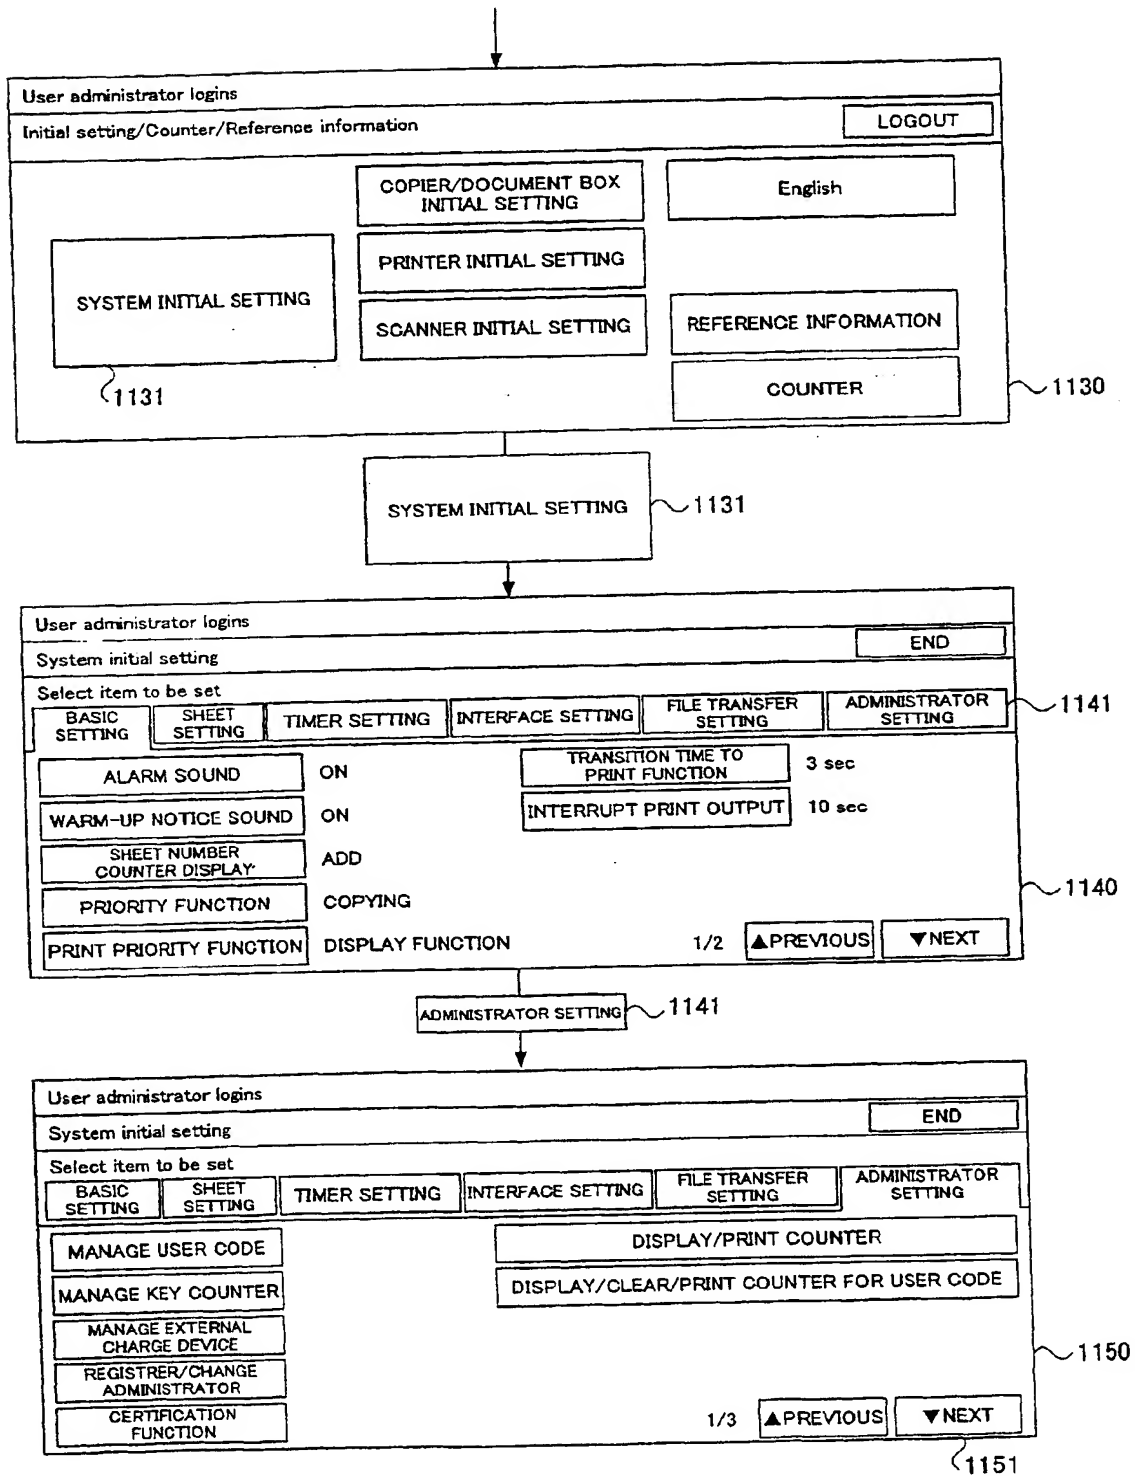 User administrator logins
Initial setting/Counter/Reference information
LOGOUT
COPIER/DOCUMENT BOX
INITIAL SETTING
English
SYSTEM INITIAL SETTING
PRINTER INITIAL SETTING
SCANNER INITIAL SETTING
REFERENCE INFORMATION
COUNTER
1131
1130
SYSTEM INITIAL SETTING
1131
User administrator logins
System initial setting
END
Select item to be set
BASIC
SETTING
SHEET
SETTING
TIMER SETTING
INTERFACE SETTING
FILE TRANSFER
SETTING
ADMINISTRATOR
SETTING
1141
ALARM SOUND
ON
TRANSITION TIME TO
PRINT FUNCTION
3 sec
WARM-UP NOTICE SOUND
ON
INTERRUPT PRINT OUTPUT
10 sec
SHEET NUMBER
COUNTER DISPLAY
ADD
PRIORITY FUNCTION
COPYING
1140
PRINT PRIORITY FUNCTION
DISPLAY FUNCTION
1/2
▲PREVIOUS
▼NEXT
ADMINISTRATOR SETTING
1141
User administrator logins
System initial setting
END
Select item to be set
BASIC
SETTING
SHEET
SETTING
TIMER SETTING
INTERFACE SETTING
FILE TRANSFER
SETTING
ADMINISTRATOR
SETTING
MANAGE USER CODE
DISPLAY/PRINT COUNTER
MANAGE KEY COUNTER
DISPLAY/CLEAR/PRINT COUNTER FOR USER CODE
MANAGE EXTERNAL
CHARGE DEVICE
1150
REGISTRER/CHANGE
ADMINISTRATOR
CERTIFICATION
FUNCTION
1/3
▲PREVIOUS
▼NEXT
1151